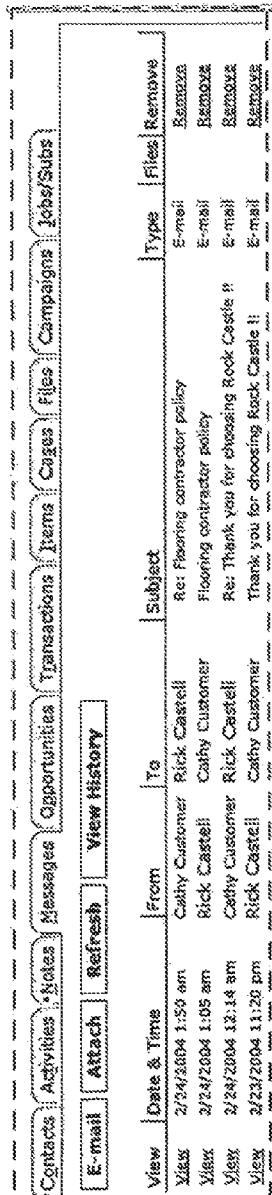 Contacts Activities *Notes Messages Opportunities Transactions Items Cases Files Campaigns Jobs/Subs
E-mail Attach Refresh View History
View Date & Time From To Subject Type Files Remove
View 2/24/2004 1:50 am Cathy Customer Rick Castell Re: Flooring contractor policy E-mail Remove
View 2/24/2004 1:05 am Rick Castell Cathy Customer Flooring contractor policy E-mail Remove
View 2/24/2004 12:14 am Cathy Customer Rick Castell Re: Thank you for choosing Rock Castle !! E-mail Remove
View 2/23/2004 11:20 pm Rick Castell Cathy Customer Thank you for choosing Rock Castle !! E-mail Remove